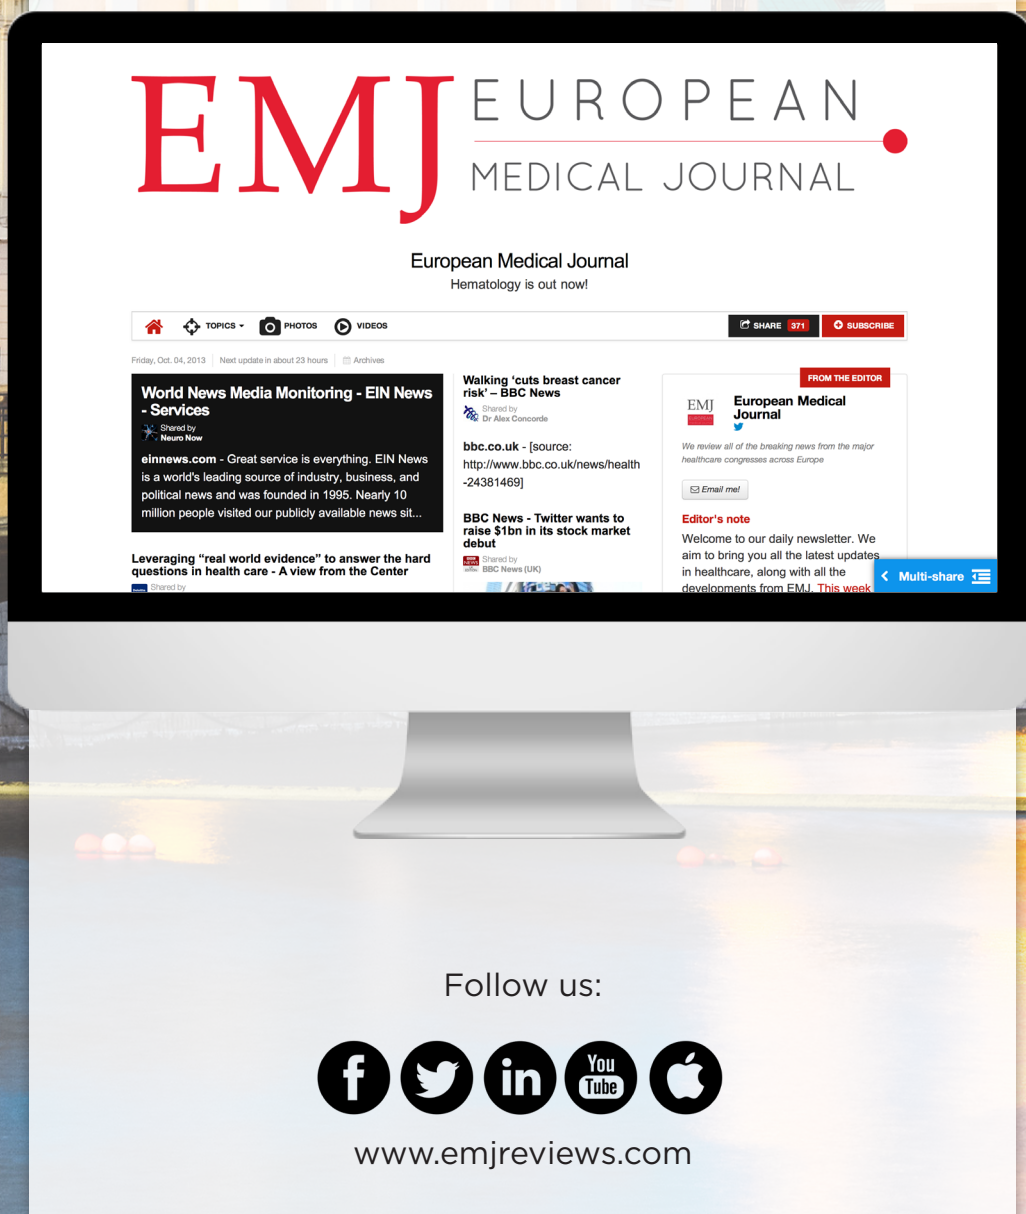 EMJ EUROPEAN
MEDICAL JOURNAL
European Medical Journal
Hematology is out now!
TOPICS PHOTOS VIDEOS SHARE 371 SUBSCRIBE
Friday, Oct. 04, 2013 Next update in about 23 hours Archives
World News Media Monitoring - EIN News
- Services
Shared by
Neuro Now
einnews.com - Great service is everything. EIN News
is a world's leading source of industry, business, and
political news and was founded in 1995. Nearly 10
million people visited our publicly available news sit...
Leveraging “real world evidence” to answer the hard
questions in health care - A view from the Center
Shared by
Walking ‘cuts breast cancer
risk’ – BBC News
Shared by
Dr Alex Concorde
bbc.co.uk - [source:
http://www.bbc.co.uk/news/health
-24381469]
BBC News - Twitter wants to
raise $1bn in its stock market
debut
BBC
NEWS
Shared by
BBC News (UK)
FROM THE EDITOR
EMJ
European Medical
Journal
We review all of the breaking news from the major
healthcare congresses across Europe
Email me!
Editor's note
Welcome to our daily newsletter. We
aim to bring you all the latest updates
in healthcare, along with all the
developments from EMJ. This week
Multi-share
Follow us:
f in You
Tube
www.emjreviews.com